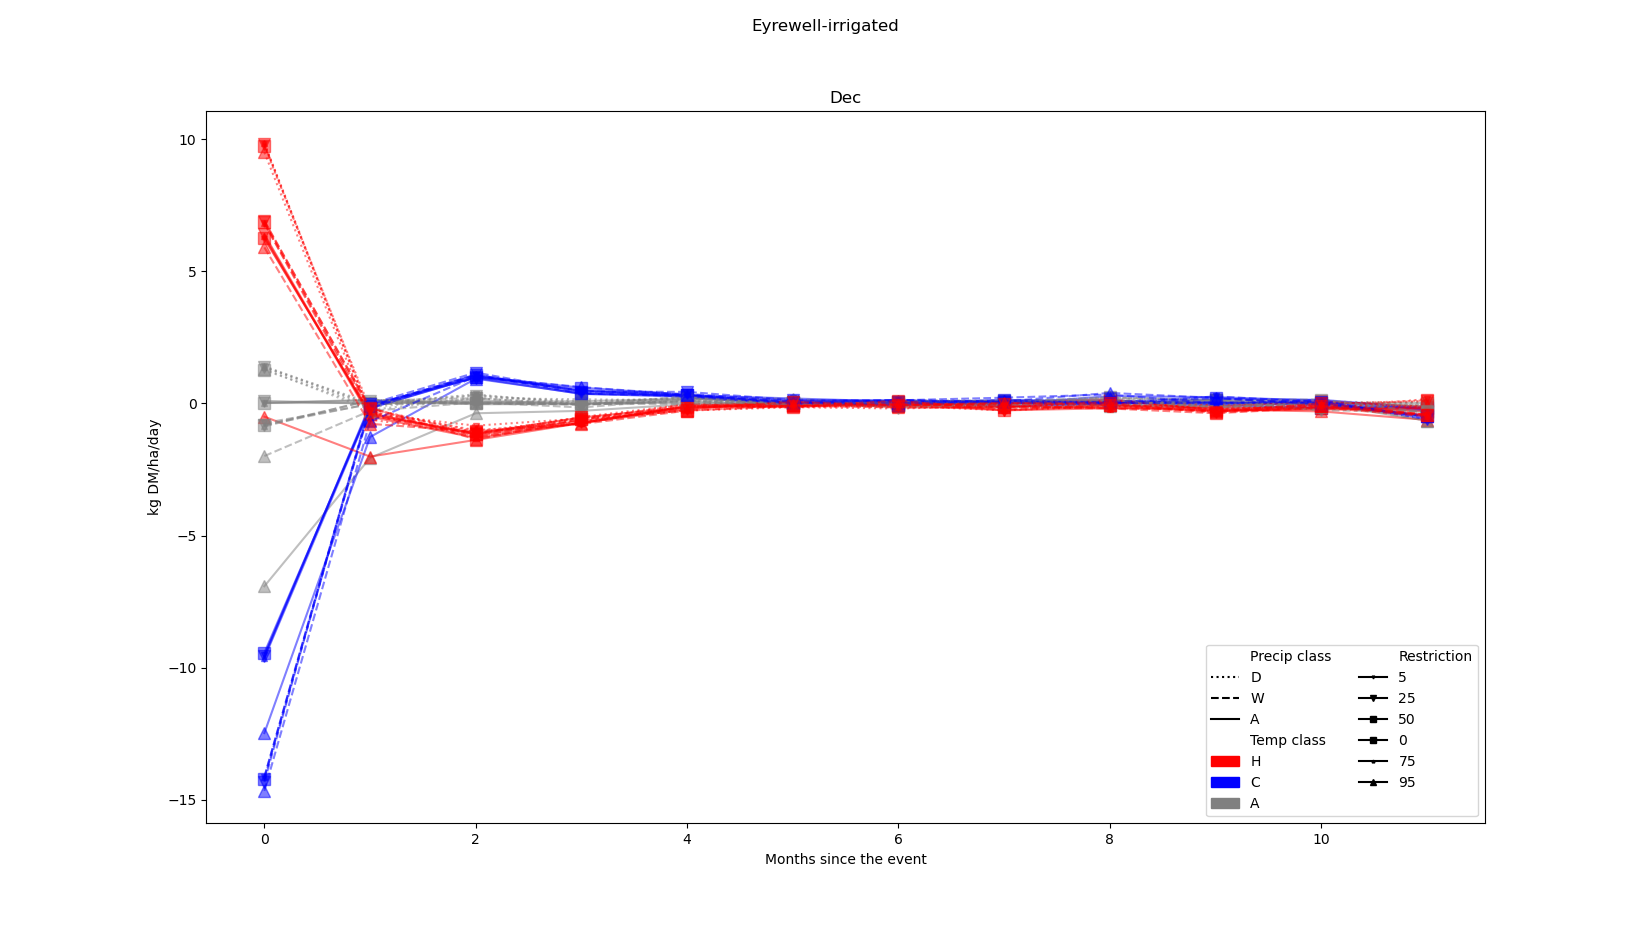 Eyrewell-irrigated
Dec
10
5
0
−5
−10
−15
kg DM/ha/day
0 2 4 6 8 10
Months since the event
Precip class
D
W
A
Temp class
H
C
A
Restriction
5
25
50
0
75
95